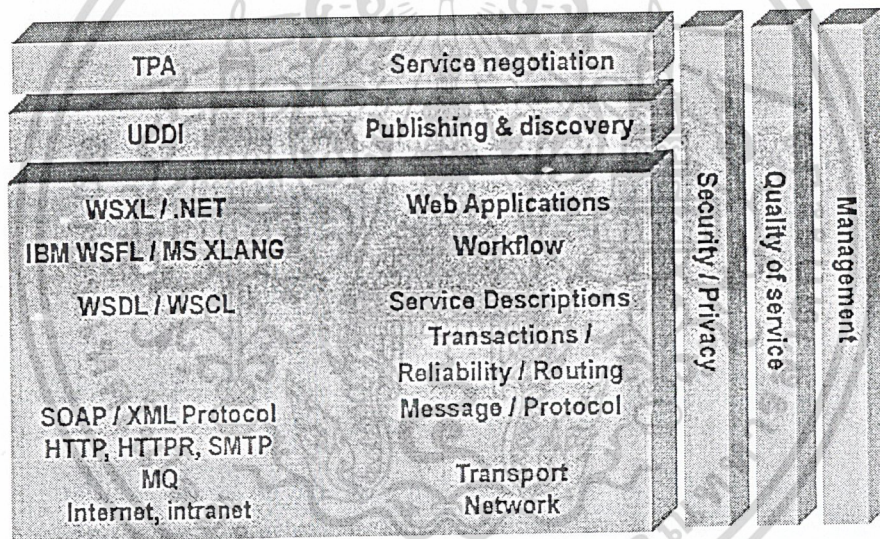 TPA Service negotiation
UDDI Publishing & discovery
WSXL / .NET Web Applications
IBM WSFL / MS XLANG Workflow
WSDL / WSCL Service Descriptions
Transactions /
Reliability / Routing
SOAP / XML Protocol Message / Protocol
HTTP, HTTPR, SMTP
MQ Transport
Internet, intranet Network
Security / Privacy
Quality of service
Management